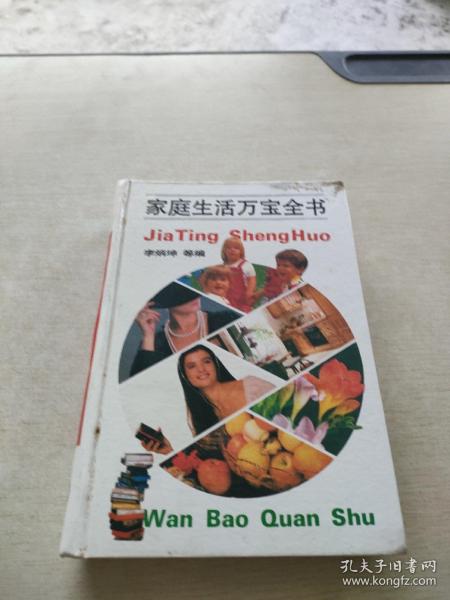 家庭生活万宝全书
JiaTing ShengHuo
李炳坤 等编
Wan Bao Quan Shu
孔夫子旧书网
www.kongfz.com